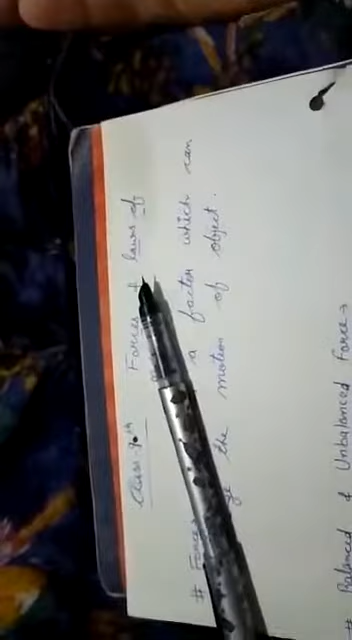 Class-9th Forces & laws of
# Force a factor which can
the motion of object.
# Balanced & Unbalanced Force→